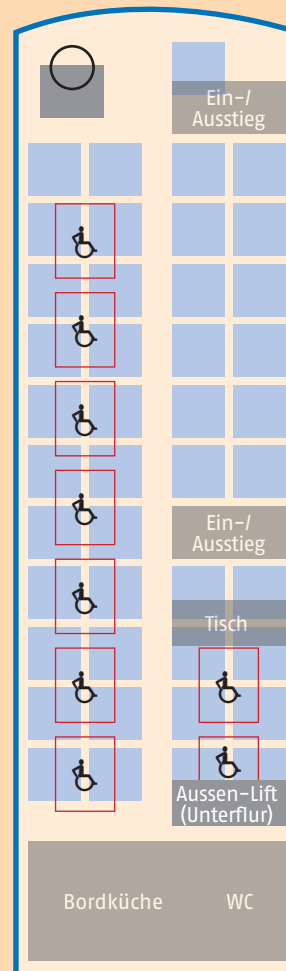 Ein-/
Ausstieg
Ein-/
Ausstieg
Tisch
Aussen-Lift
(Unterflur)
Bordküche
WC